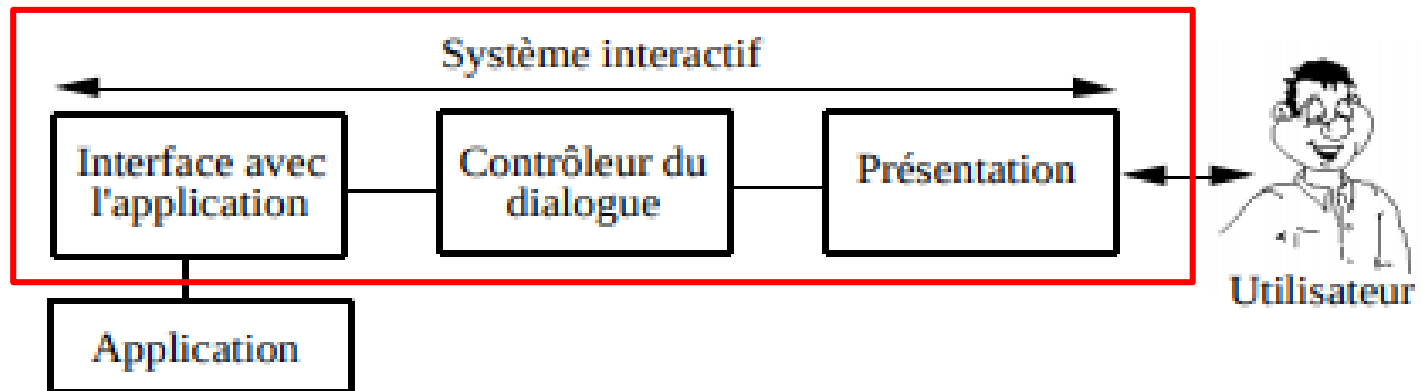 Système interactif
Interface avec
l'application
Contrôleur du
dialogue
Présentation
Utilisateur
Application